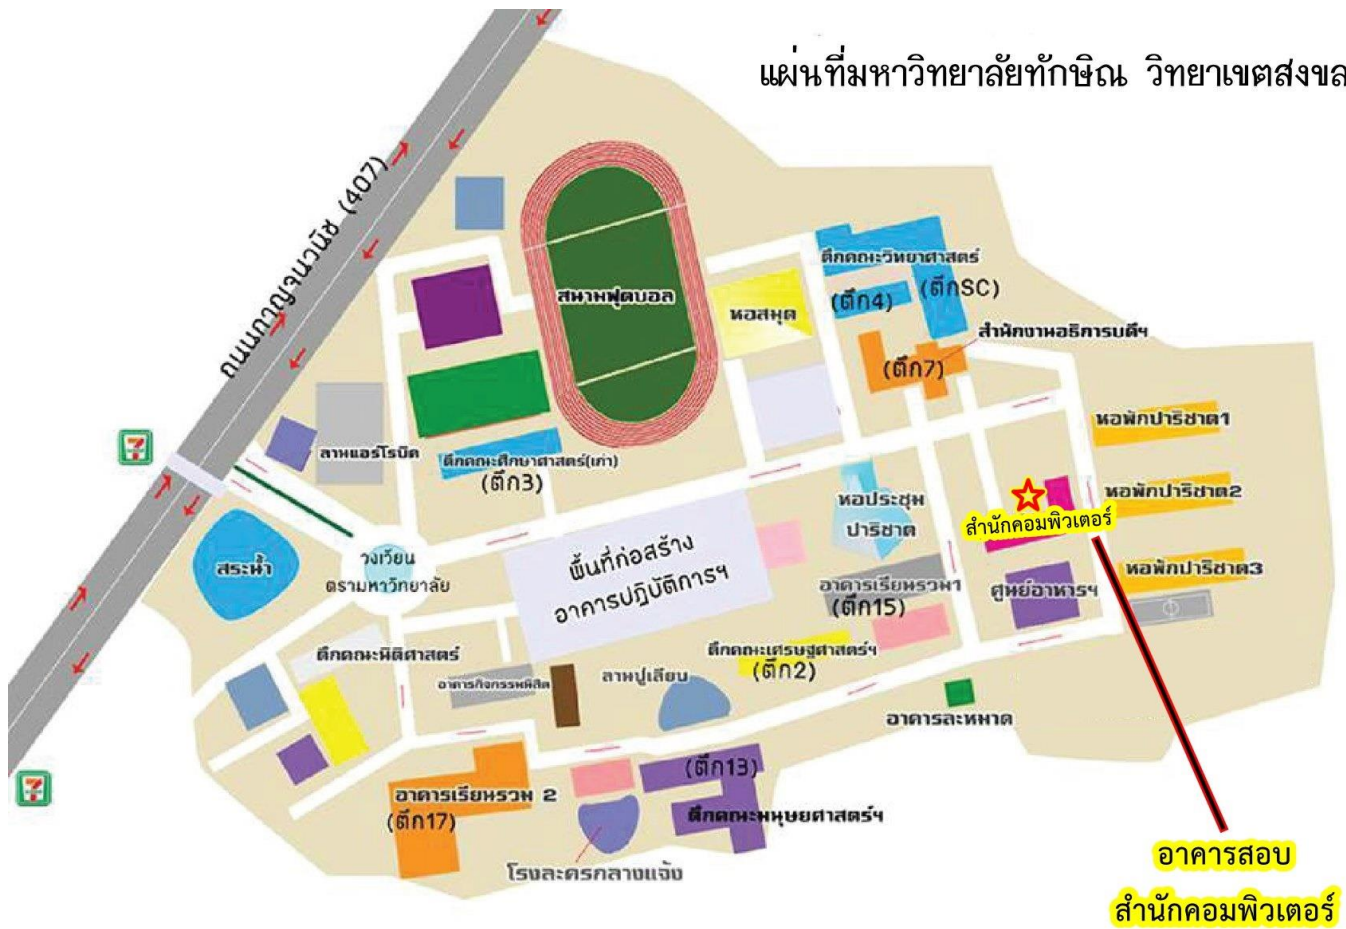 แผ่นที่มหาวิทยาลัยทักษิณ วิทยาเขตสงขล
ถนนกาญจนวนิช (407)
สนามฟุตบอล
หอสมุด
ตึกคณะวิทยาศาสตร์
(ตึก4)
(ตึกSC)
สำนักงานอธิการบดีฯ
(ตึก7)
หอพักปาริชาต1
ลานแอร์โรบิค
ตึกคณะศึกษาศาสตร์(เก่า)
(ตึก3)
หอพักปาริชาต2
หอประชุม
ปาริชาต
สำนักคอมพิวเตอร์
วงเวียน
ตรามหาวิทยาลัย
สระน้ำ
พื้นที่ก่อสร้าง
อาคารปฏิบัติการฯ
หอพักปาริชาต3
อาคารเรียนรวม1
(ตึก15)
ศูนย์อาหารฯ
ตึกคณะนิติศาสตร์
ตึกคณะเศรษฐศาสตร์ฯ
(ตึก2)
อาคารกิจกรรมนิสิต
ลานปูเลียบ
อาคารละหมาด
(ตึก13)
อาคารเรียนรวม 2
(ตึก17)
ตึกคณะมนุษยศาสตร์ฯ
โรงละครกลางแจ้ง
อาคารสอบ
สำนักคอมพิวเตอร์